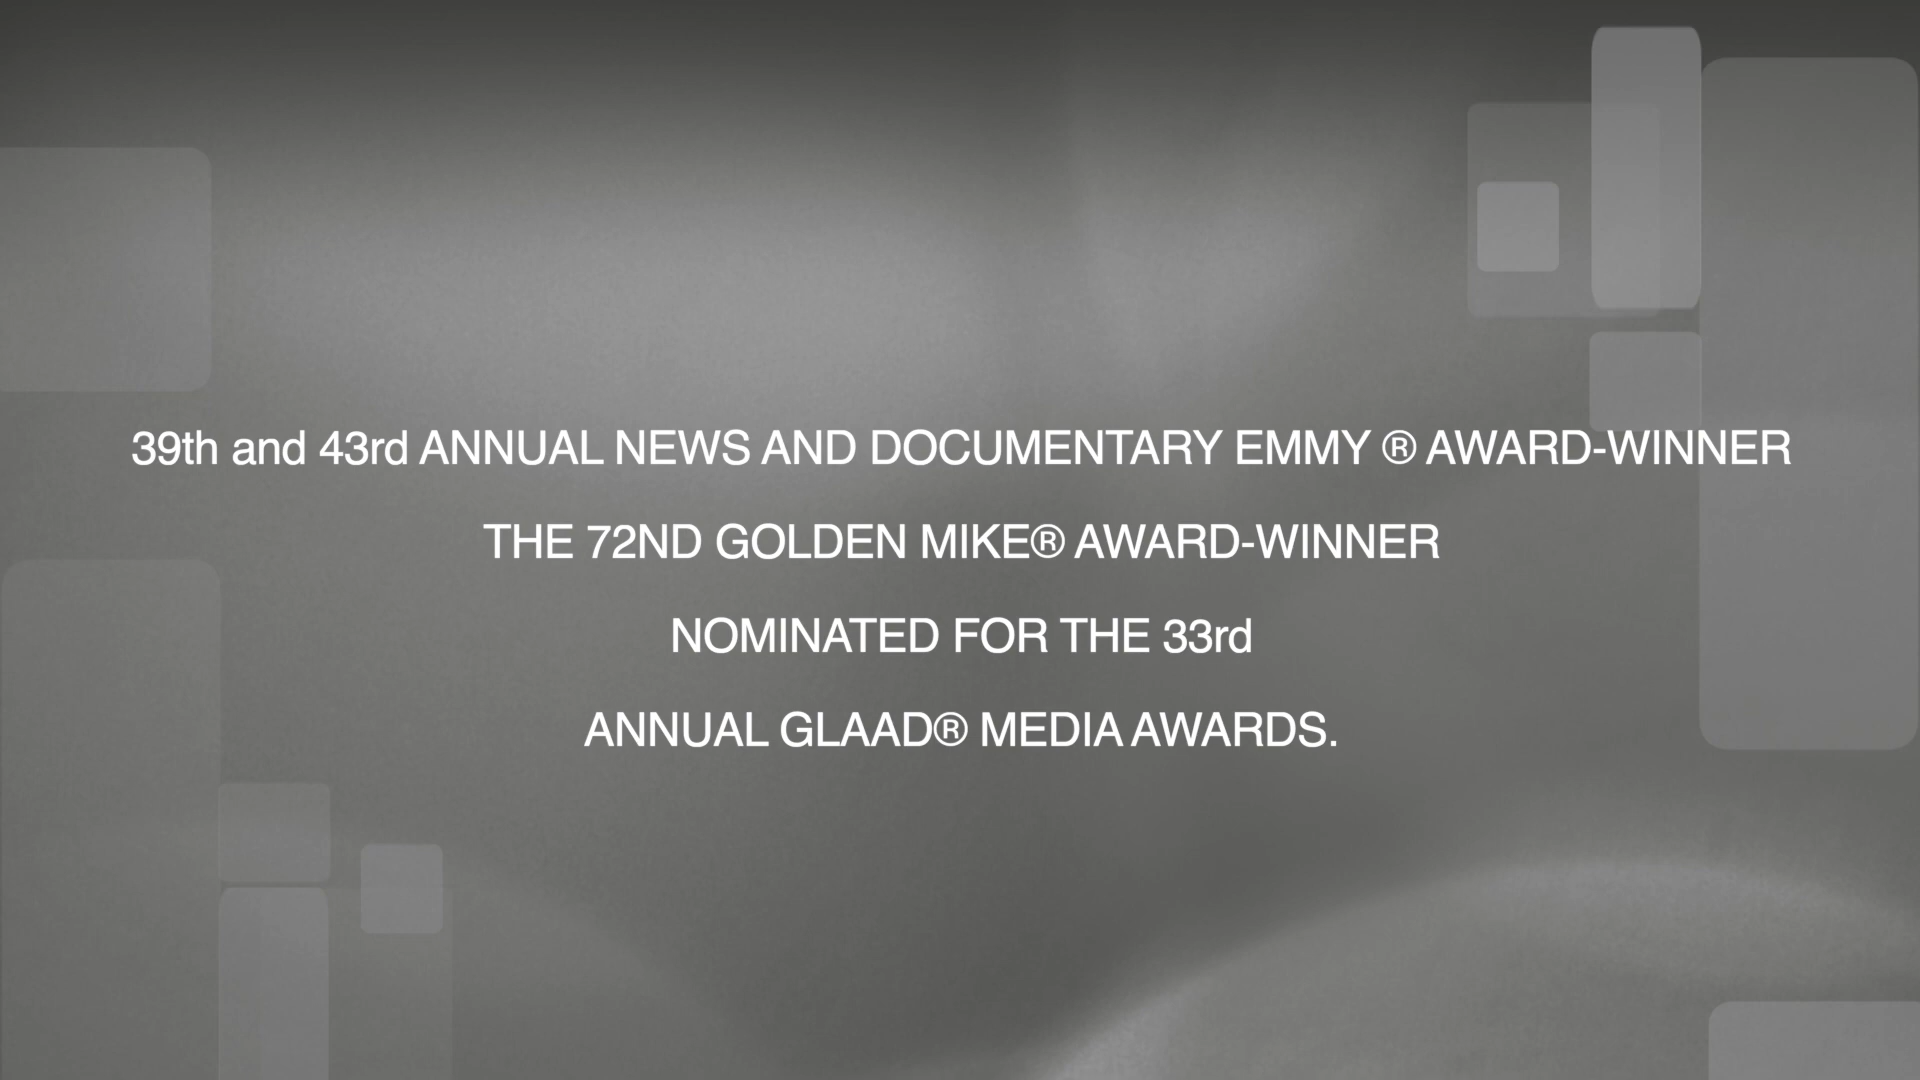 39th and 43rd ANNUAL NEWS AND DOCUMENTARY EMMY ® AWARD-WINNER
THE 72ND GOLDEN MIKE® AWARD-WINNER
NOMINATED FOR THE 33rd
ANNUAL GLAAD® MEDIA AWARDS.